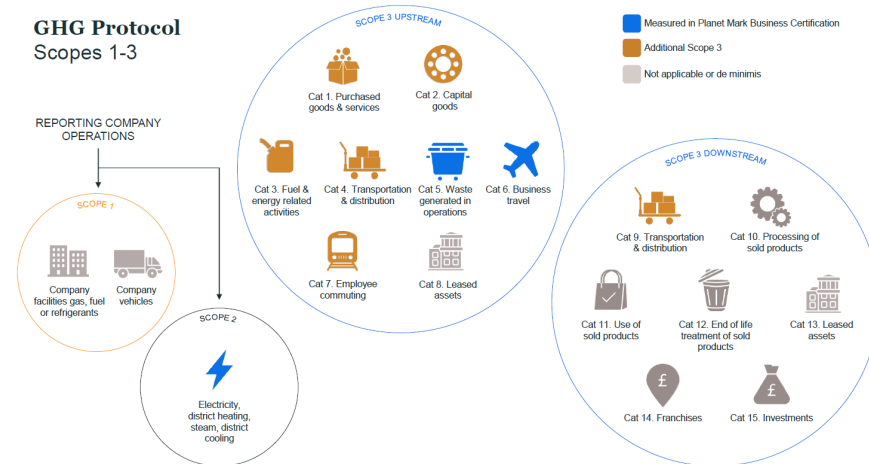 GHG Protocol
Scopes 1-3
REPORTING COMPANY
OPERATIONS
SCOPE 1
Company
facilities gas, fuel
or refrigerants
Company
vehicles
SCOPE 2
Electricity,
district heating,
steam, district
cooling
SCOPE 3 UPSTREAM
Cat 1. Purchased
goods & services
Cat 2. Capital
goods
Cat 3. Fuel &
energy related
activities
Cat 4. Transportation
& distribution
Cat 5. Waste
generated in
operations
Cat 6. Business
travel
Cat 7. Employee
commuting
Cat 8. Leased
assets
Measured in Planet Mark Business Certification
Additional Scope 3
Not applicable or de minimis
SCOPE 3 DOWNSTREAM
Cat 9. Transportation
& distribution
Cat 10. Processing of
sold products
Cat 11. Use of
sold products
Cat 12. End of life
treatment of sold
products
Cat 13. Leased
assets
£
Cat 14. Franchises
£
Cat 15. Investments